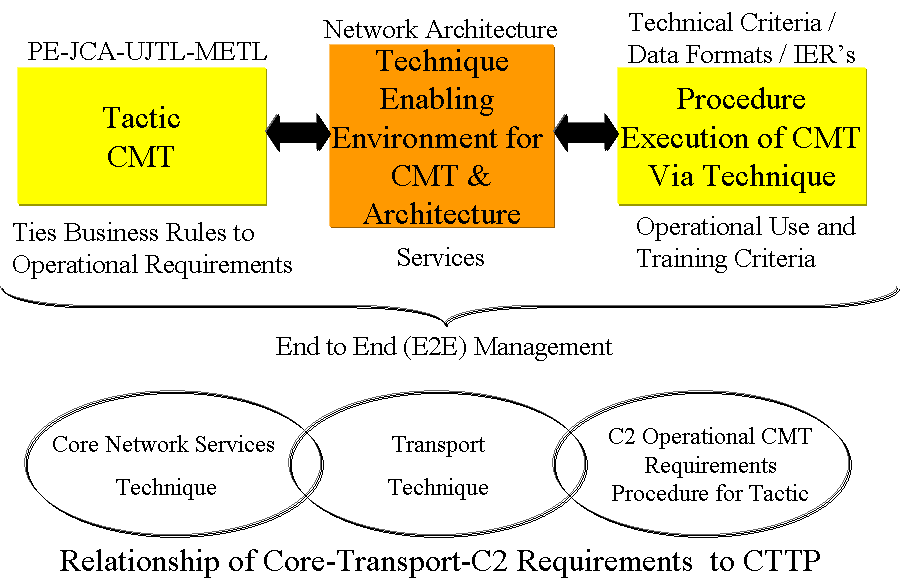 PE-JCA-UJTL-METL
Tactic
CMT
Ties Business Rules to
Operational Requirements
Network Architecture
Technique
Enabling
Environment for
CMT &
Architecture
Services
Technical Criteria /
Data Formats / IER's
Procedure
Execution of CMT
Via Technique
Operational Use and
Training Criteria
End to End (E2E) Management
Core Network Services
Technique
Transport
Technique
C2 Operational CMT
Requirements
Procedure for Tactic
Relationship of Core-Transport-C2 Requirements to CTTP